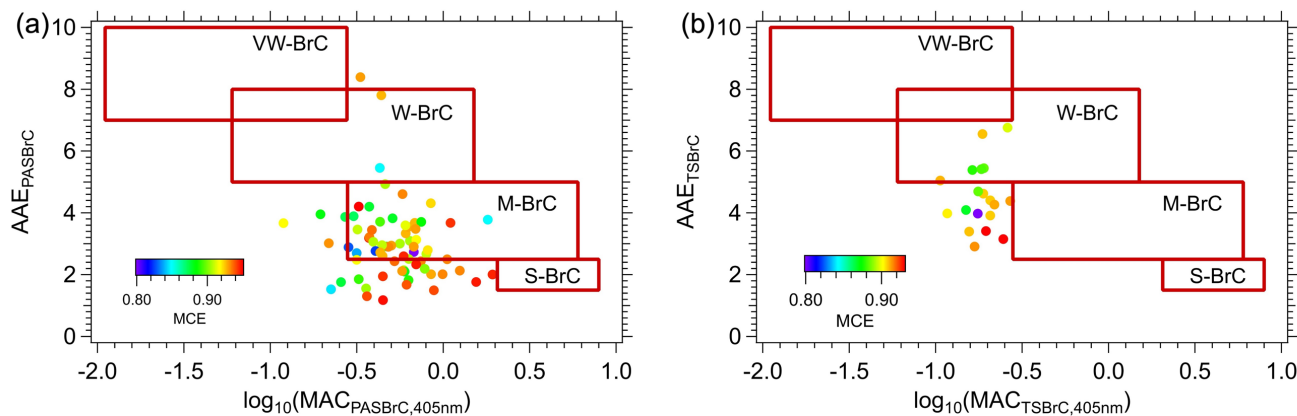 (a)
10
8
6
4
2
0
AAE_PASBrC
VW-BrC
W-BrC
M-BrC
S-BrC
0.80 0.90
MCE
-2.0 -1.5 -1.0 -0.5 0.0 0.5 1.0
log10(MAC_PASBrC,405nm)
(b)
10
8
6
4
2
0
AAE_TSBrC
VW-BrC
W-BrC
M-BrC
S-BrC
0.80 0.90
MCE
-2.0 -1.5 -1.0 -0.5 0.0 0.5 1.0
log10(MAC_TSBrC,405nm)